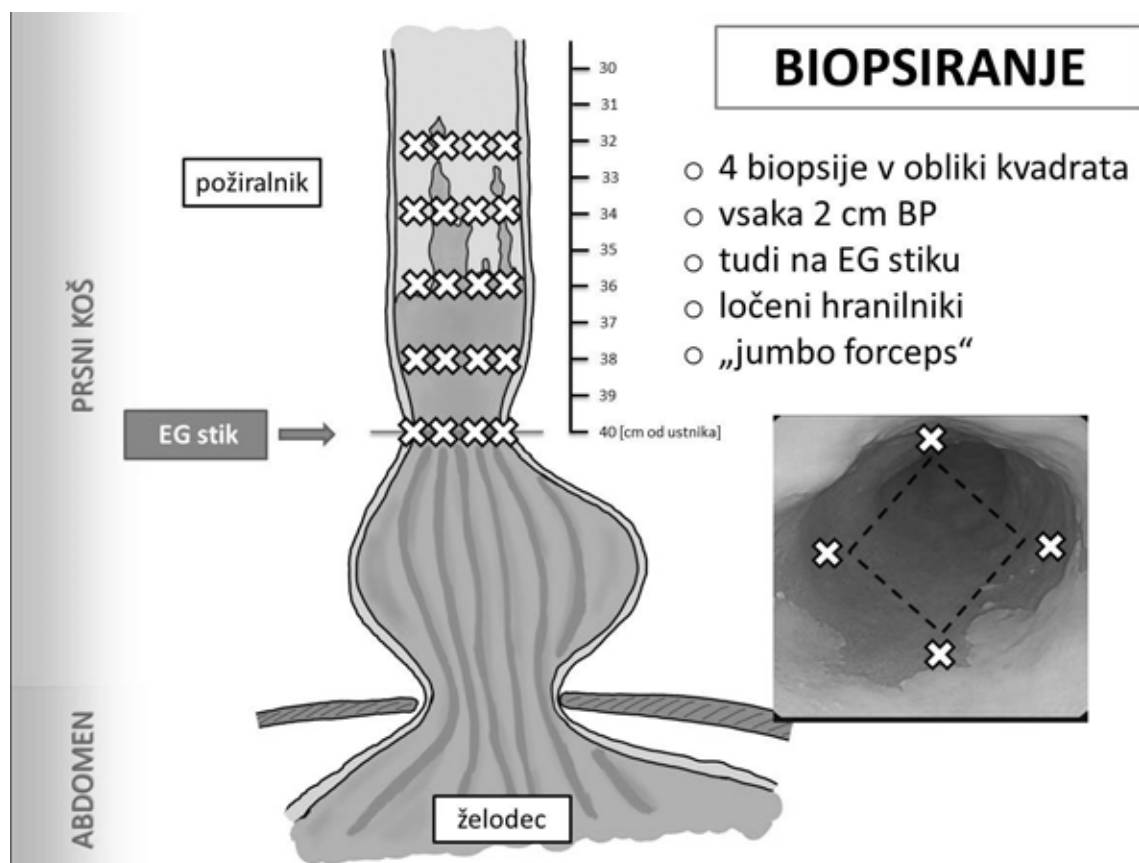 BIOPSIRANJE
30
31
32
33
34
35
36
37
38
39
40 [cm od ustnika]
požiralnik
PRSNI KOŠ
EG stik
ABDOMEN
želodec
4 biopsije v obliki kvadrata
vsaka 2 cm BP
tudi na EG stiku
ločeni hranilniki
„jumbo forceps“